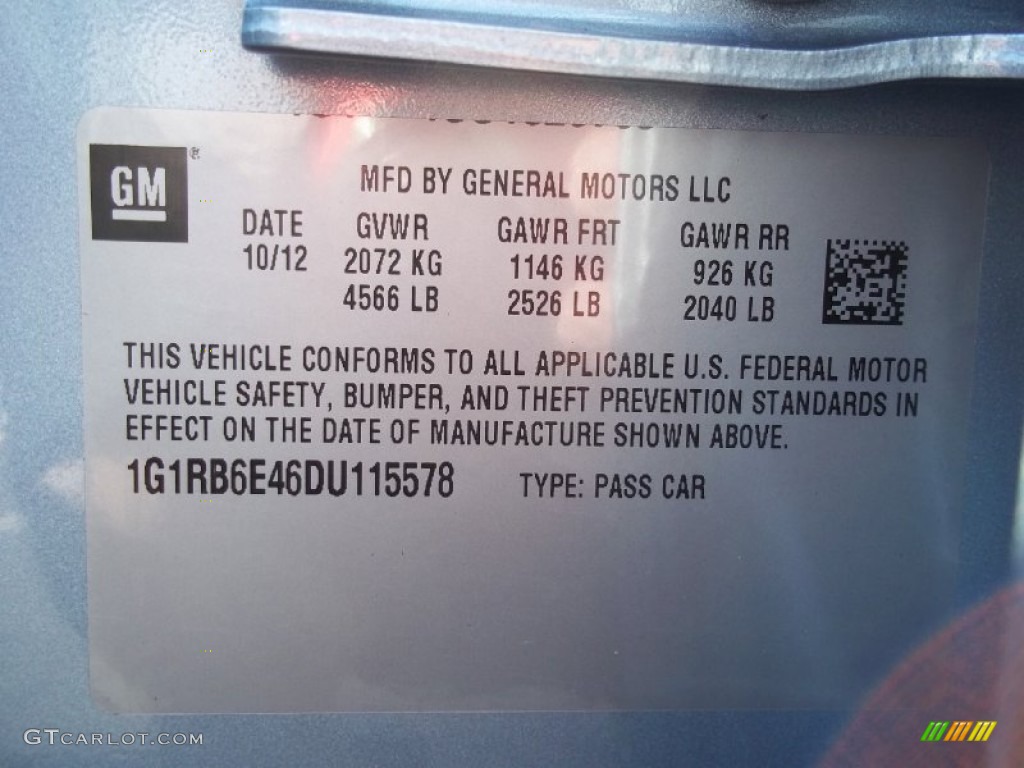 GM ®
MFD BY GENERAL MOTORS LLC
DATE GVWR GAWR FRT GAWR RR
10/12 2072 KG 1146 KG 926 KG
4566 LB 2526 LB 2040 LB
THIS VEHICLE CONFORMS TO ALL APPLICABLE U.S. FEDERAL MOTOR
VEHICLE SAFETY, BUMPER, AND THEFT PREVENTION STANDARDS IN
EFFECT ON THE DATE OF MANUFACTURE SHOWN ABOVE.
1G1RB6E46DU115578 TYPE: PASS CAR
GTCARLOT.COM